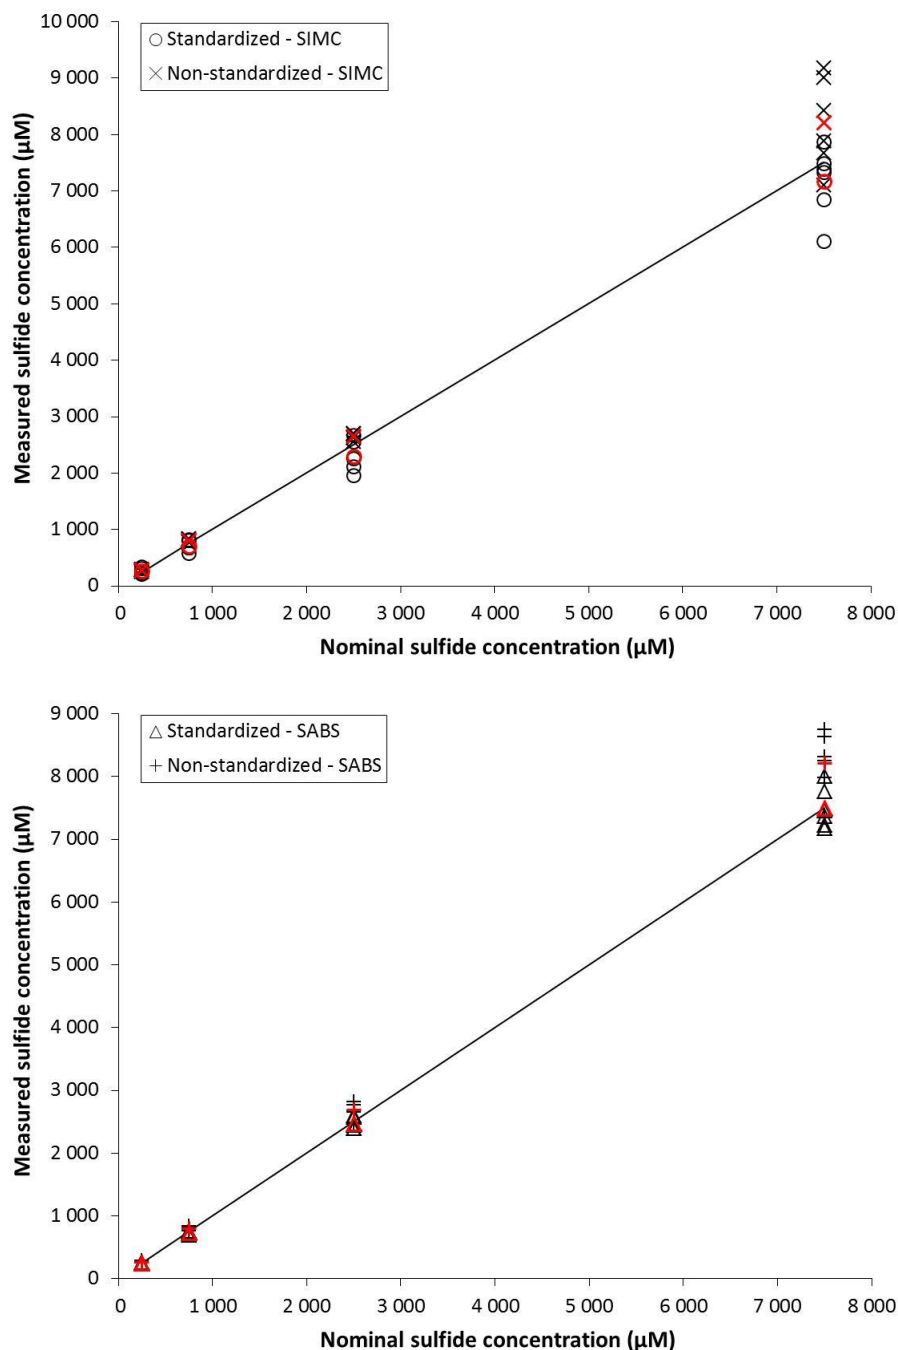 10 000
9 000
8 000
7 000
6 000
5 000
4 000
3 000
2 000
1 000
0
Measured sulfide concentration (µM)
Standardized - SIMC
Non-standardized - SIMC
0 1 000 2 000 3 000 4 000 5 000 6 000 7 000 8 000
Nominal sulfide concentration (µM)
9 000
8 000
7 000
6 000
5 000
4 000
3 000
2 000
1 000
0
Measured sulfide concentration (µM)
Standardized - SABS
Non-standardized - SABS
0 1 000 2 000 3 000 4 000 5 000 6 000 7 000 8 000
Nominal sulfide concentration (µM)